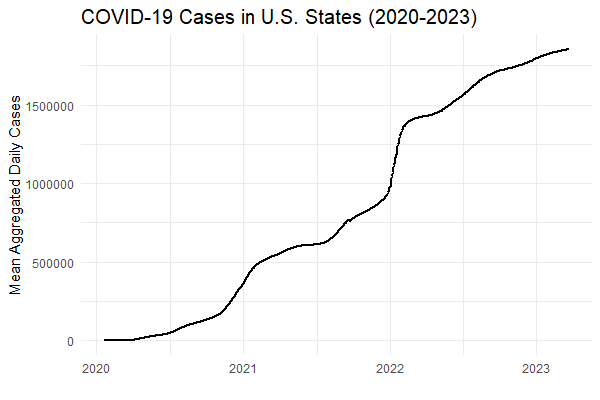 COVID-19 Cases in U.S. States (2020-2023)
Mean Aggregated Daily Cases
1500000
1000000
500000
0
2020 2021 2022 2023